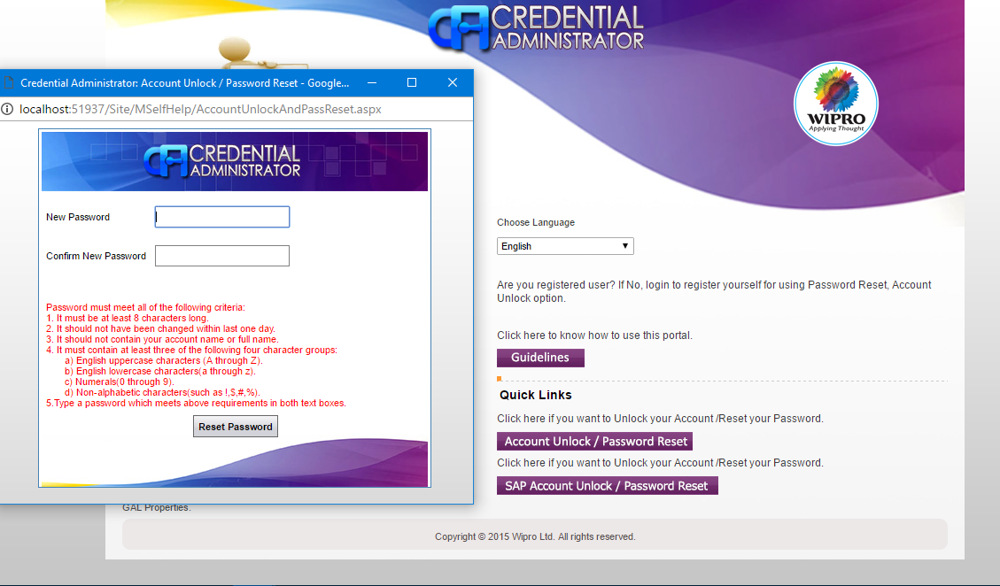 CREDENTIAL
ADMINISTRATOR
WIPRO
Applying Thought
Credential Administrator: Account Unlock / Password Reset - Google...
localhost:51937/Site/MSelfHelp/AccountUnlockAndPassReset.aspx
CREDENTIAL
ADMINISTRATOR
New Password
Confirm New Password
Password must meet all of the following criteria:
1. It must be at least 8 characters long.
2. It should not have been changed within last one day.
3. It should not contain your account name or full name.
4. It must contain at least three of the following four character groups:
a) English uppercase characters (A through Z).
b) English lowercase characters(a through z).
c) Numerals(0 through 9).
d) Non-alphabetic characters(such as !,$,#,%).
5.Type a password which meets above requirements in both text boxes.
Reset Password
Choose Language
English
Are you registered user? If No, login to register yourself for using Password Reset, Account
Unlock option.
Click here to know how to use this portal.
Guidelines
Quick Links
Click here if you want to Unlock your Account /Reset your Password.
Account Unlock / Password Reset
Click here if you want to Unlock your Account /Reset your Password.
SAP Account Unlock / Password Reset
GAL Properties.
Copyright © 2015 Wipro Ltd. All rights reserved.